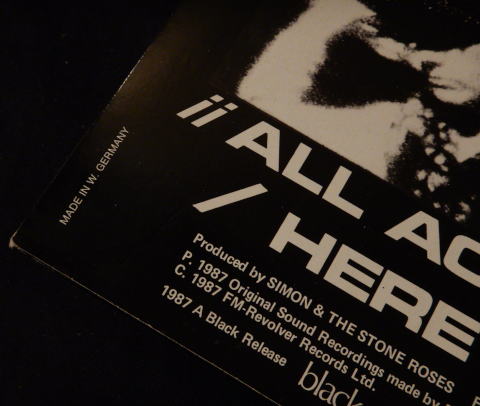 MADE IN W. GERMANY
ii ALL AC
/ HERE
Produced by SIMON & THE STONE ROSES
P. 1987 Original Sound Recordings made by
C. 1987 FM-Revolver Records Ltd.
1987 A Black Release
black